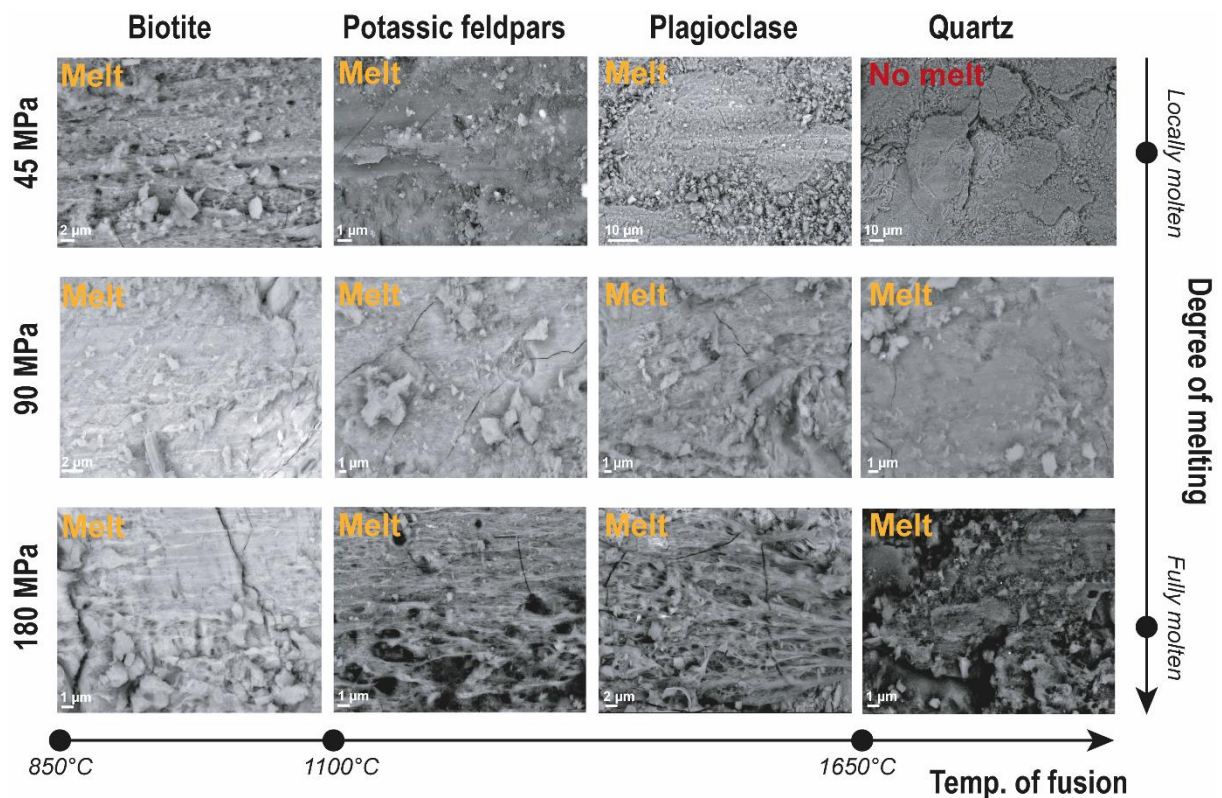 Biotite
Potassic feldpars
Plagioclase
Quartz
45 MPa
Melt
2 µm
Melt
1 µm
Melt
10 µm
No melt
10 µm
Locally molten
90 MPa
Melt
2 µm
Melt
1 µm
Melt
1 µm
Melt
1 µm
Degree of melting
180 MPa
Melt
1 µm
Melt
1 µm
Melt
2 µm
Melt
1 µm
Fully molten
850°C
1100°C
1650°C
Temp. of fusion